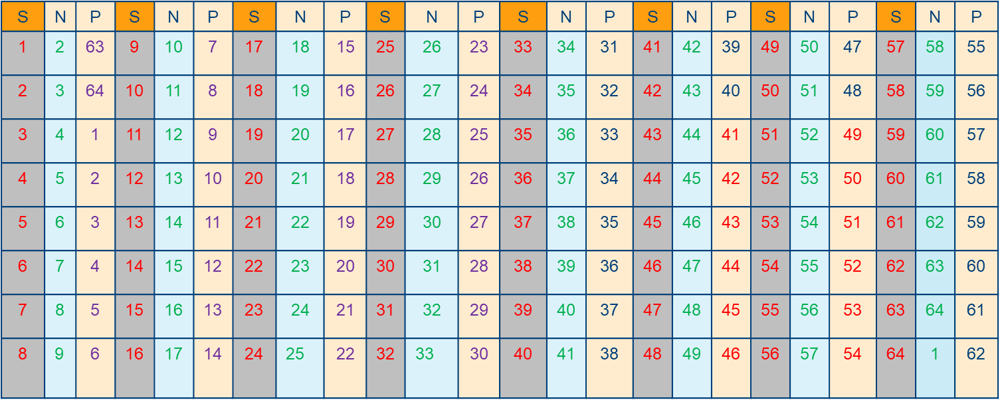 S N P S N P S N P S N P S N P S N P S N P S N P
1 2 63 9 10 7 17 18 15 25 26 23 33 34 31 41 42 39 49 50 47 57 58 55
2 3 64 10 11 8 18 19 16 26 27 24 34 35 32 42 43 40 50 51 48 58 59 56
3 4 1 11 12 9 19 20 17 27 28 25 35 36 33 43 44 41 51 52 49 59 60 57
4 5 2 12 13 10 20 21 18 28 29 26 36 37 34 44 45 42 52 53 50 60 61 58
5 6 3 13 14 11 21 22 19 29 30 27 37 38 35 45 46 43 53 54 51 61 62 59
6 7 4 14 15 12 22 23 20 30 31 28 38 39 36 46 47 44 54 55 52 62 63 60
7 8 5 15 16 13 23 24 21 31 32 29 39 40 37 47 48 45 55 56 53 63 64 61
8 9 6 16 17 14 24 25 22 32 33 30 40 41 38 48 49 46 56 57 54 64 1 62